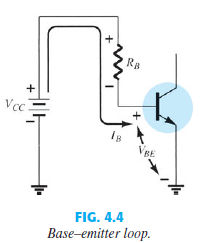 +
R_B
−
+
V_CC
−
+
I_B
V_BE
−
FIG. 4.4
Base–emitter loop.